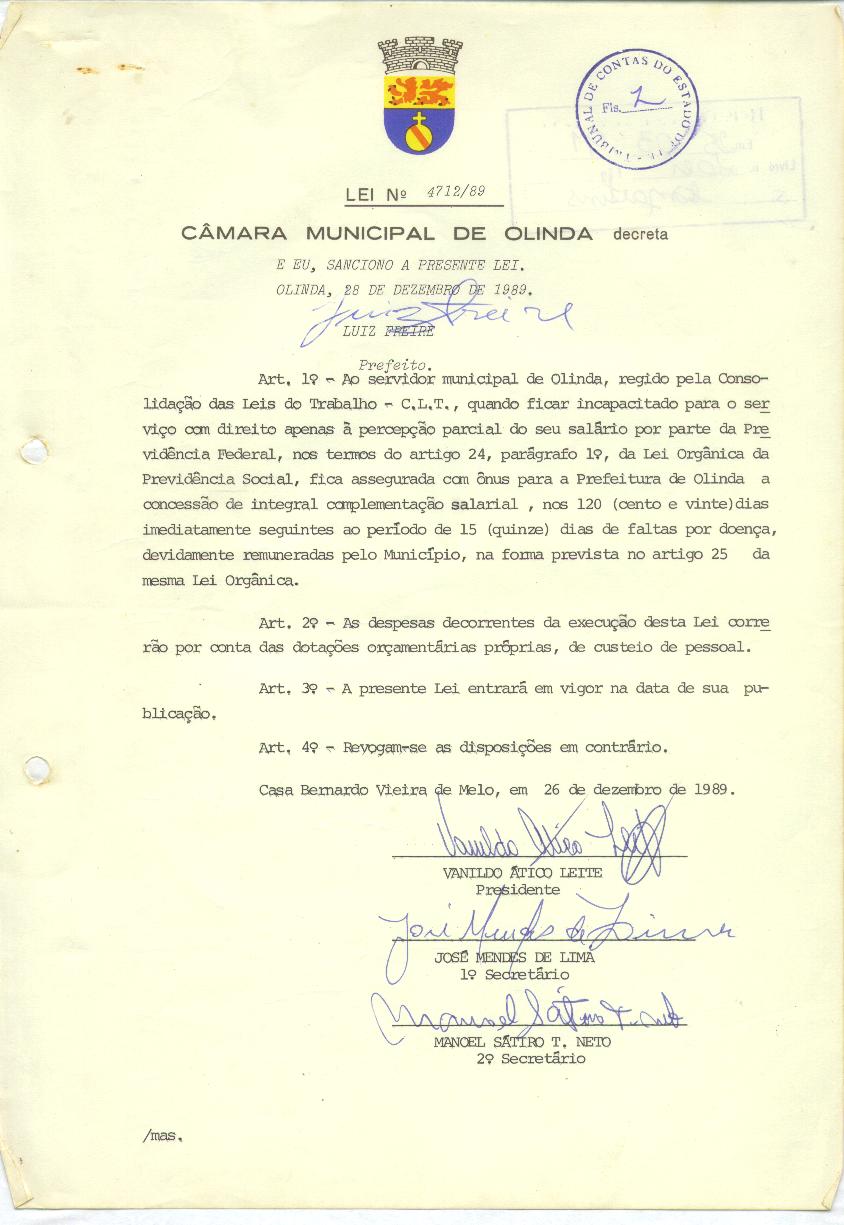 TRIBUNAL DE CONTAS DO ESTADO
Fls. 2
LEI Nº 4712/89
CÂMARA MUNICIPAL DE OLINDA decreta
E EU, SANCIONO A PRESENTE LEI.
OLINDA, 28 DE DEZEMBRO DE 1989.
Luiz Freire
LUIZ FREIRE
Prefeito.
Art. 1º - Ao servidor municipal de Olinda, regido pela Conso-
lidação das Leis do Trabalho - C.L.T., quando ficar incapacitado para o ser
viço com direito apenas à percepção parcial do seu salário por parte da Pre
vidência Federal, nos termos do artigo 24, parágrafo 1º, da Lei Orgânica da
Previdência Social, fica assegurada com ônus para a Prefeitura de Olinda a
concessão de integral complementação salarial , nos 120 (cento e vinte)dias
imediatamente seguintes ao período de 15 (quinze) dias de faltas por doença,
devidamente remuneradas pelo Município, na forma prevista no artigo 25 da
mesma Lei Orgânica.
Art. 2º - As despesas decorrentes da execução desta Lei corre
rão por conta das dotações orçamentárias próprias, de custeio de pessoal.
Art. 3º - A presente Lei entrará em vigor na data de sua pu-
blicação.
Art. 4º - Revogam-se as disposições em contrário.
Casa Bernardo Vieira de Melo, em 26 de dezembro de 1989.
Vanildo Ático Leite
VANILDO ÁTICO LEITE
Presidente
José Mendes de Lima
JOSÉ MENDES DE LIMA
1º Secretário
Manoel Sátiro T. Neto
MANOEL SÁTIRO T. NETO
2º Secretário
/mas.